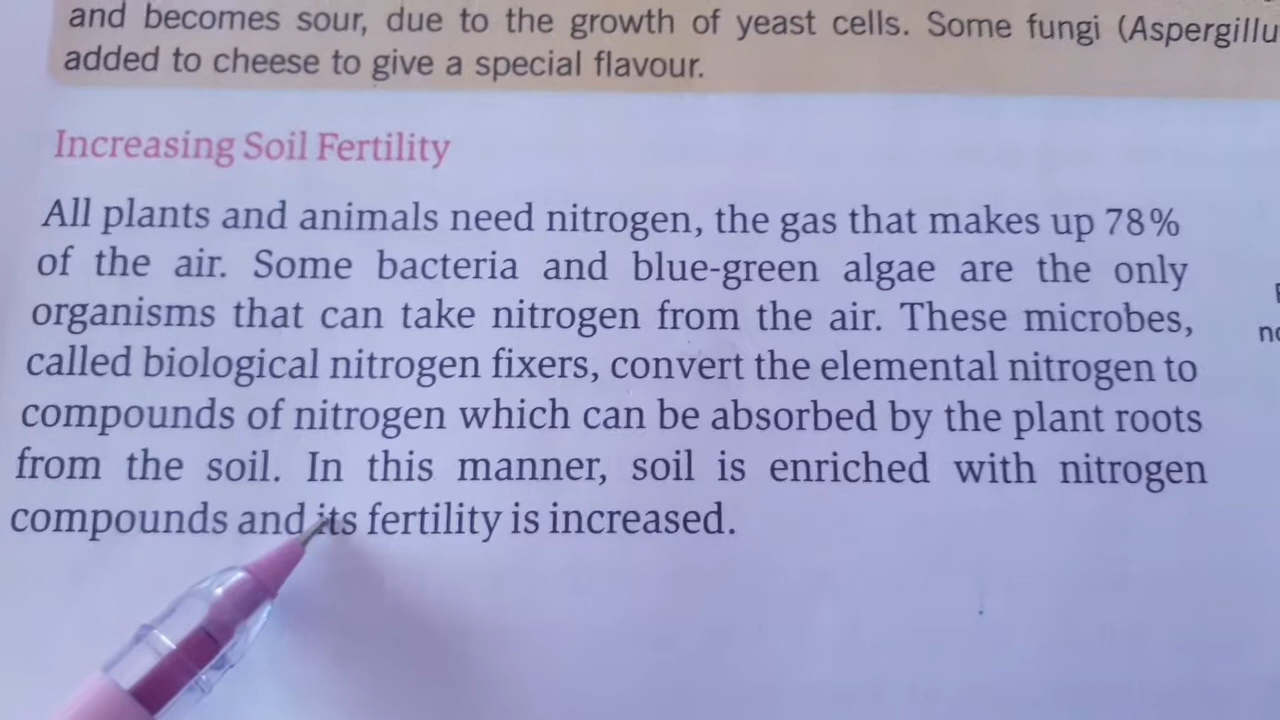 and becomes sour, due to the growth of yeast cells. Some fungi (Aspergillu
added to cheese to give a special flavour.
Increasing Soil Fertility
All plants and animals need nitrogen, the gas that makes up 78%
of the air. Some bacteria and blue-green algae are the only
organisms that can take nitrogen from the air. These microbes,
called biological nitrogen fixers, convert the elemental nitrogen to
compounds of nitrogen which can be absorbed by the plant roots
from the soil. In this manner, soil is enriched with nitrogen
compounds and its fertility is increased.